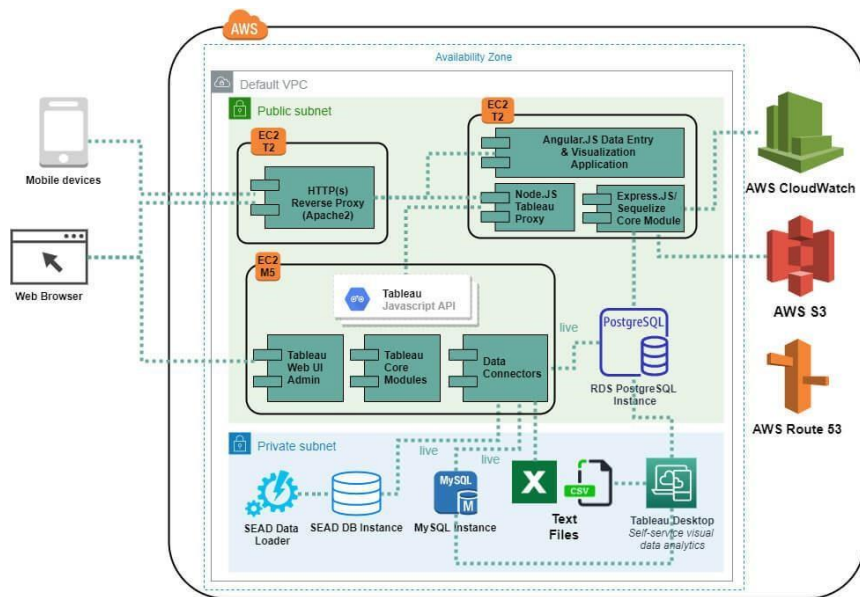 AWS
Availability Zone
Default VPC
Public subnet
EC2
T2
HTTP(s)
Reverse Proxy
(Apache2)
EC2
T2
Angular.JS Data Entry
& Visualization
Application
Node.JS
Tableau
Proxy
Express.JS/
Sequelize
Core Module
Mobile devices
Web Browser
AWS CloudWatch
AWS S3
AWS Route 53
EC2
M5
Tableau
Javascript API
Tableau
Web UI
Admin
Tableau
Core
Modules
Data
Connectors
live
PostgreSQL
RDS PostgreSQL
Instance
Private subnet
live
live
SEAD Data
Loader
SEAD DB Instance
MySQL
M
MySQL Instance
X
CSV
Text
Files
Tableau Desktop
Self-service visual
data analytics